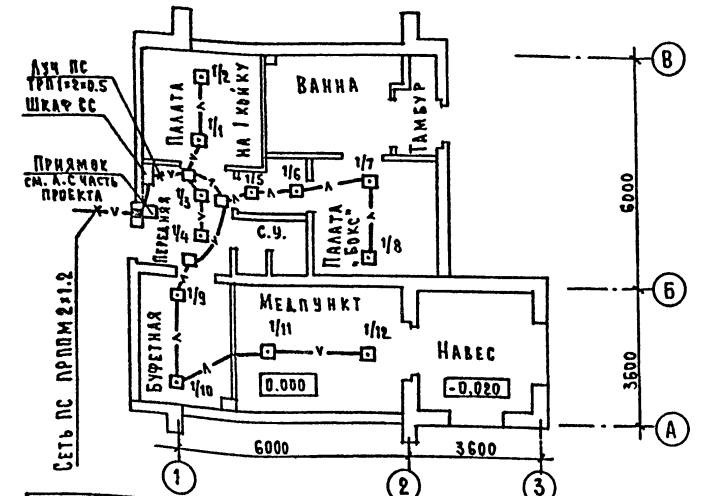 Луч ПС
ТРП 1×2×0.5
Шкаф СС
Приямок
см. А.С часть
проекта
Сеть ПС ПРППМ 2×1.2
Палата
на 1 койку
Ванна
Тамбур
1/2
1/1
1/3
1/4
1/5
1/6
1/7
1/8
Передняя
С.У.
Палата
"Бокс"
1/9
1/10
Буфетная
Медпункт
1/11
1/12
0.000
Навес
-0,020
6000
3600
6000
3600
В
Б
А
1
2
3